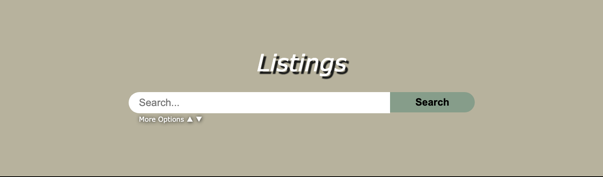 Listings
Search... Search
More Options ▲ ▼